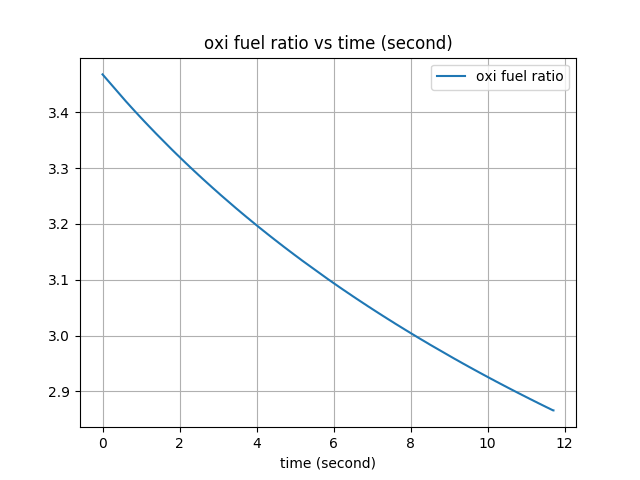 oxi fuel ratio vs time (second)
oxi fuel ratio
3.4
3.3
3.2
3.1
3.0
2.9
0 2 4 6 8 10 12
time (second)